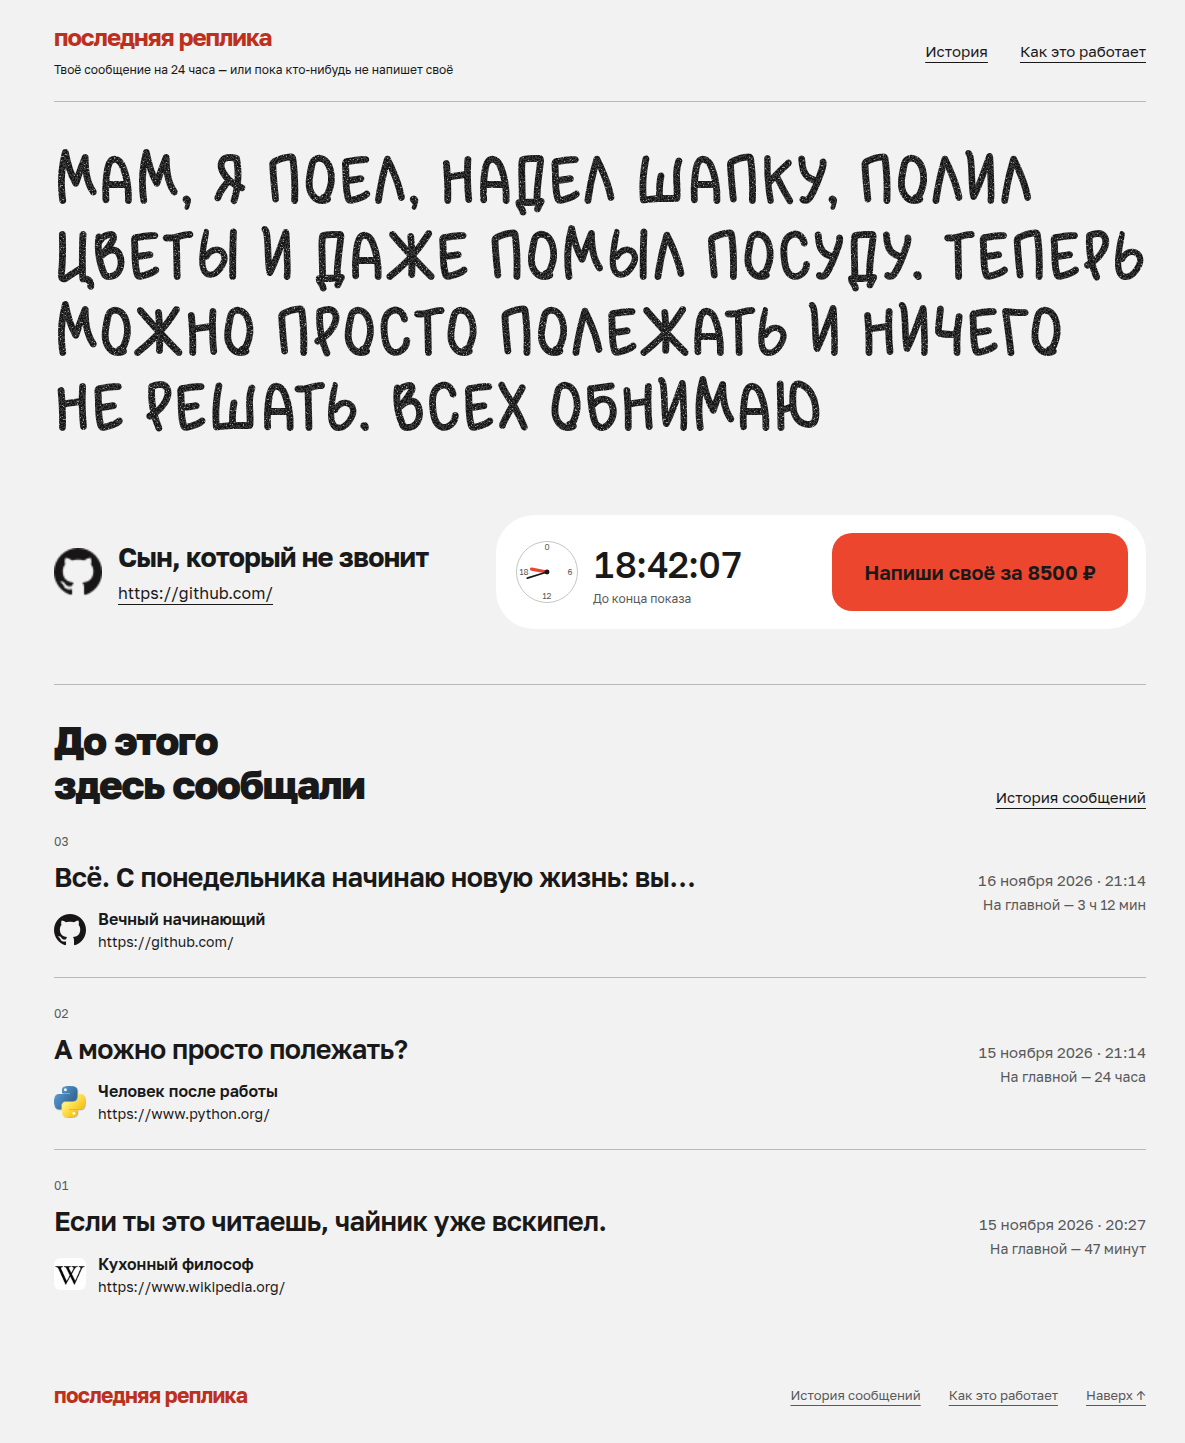 последняя реплика
Твоё сообщение на 24 часа — или пока кто-нибудь не напишет своё
История
Как это работает
МАМ, Я ПОЕЛ, НАДЕЛ ШАПКУ, ПОЛИЛ
ЦВЕТЫ И ДАЖЕ ПОМЫЛ ПОСУДУ. ТЕПЕРЬ
МОЖНО ПРОСТО ПОЛЕЖАТЬ И НИЧЕГО
НЕ РЕШАТЬ. ВСЕХ ОБНИМАЮ
Сын, который не звонит
https://github.com/
0
6
12
18
18:42:07
До конца показа
Напиши своё за 8500 ₽
До этого
здесь сообщали
История сообщений
03
Всё. С понедельника начинаю новую жизнь: вы...
16 ноября 2026 · 21:14
На главной — 3 ч 12 мин
Вечный начинающий
https://github.com/
02
А можно просто полежать?
15 ноября 2026 · 21:14
На главной — 24 часа
Человек после работы
https://www.python.org/
01
Если ты это читаешь, чайник уже вскипел.
15 ноября 2026 · 20:27
На главной — 47 минут
W
Кухонный философ
https://www.wikipedia.org/
последняя реплика
История сообщений
Как это работает
Наверх ↑